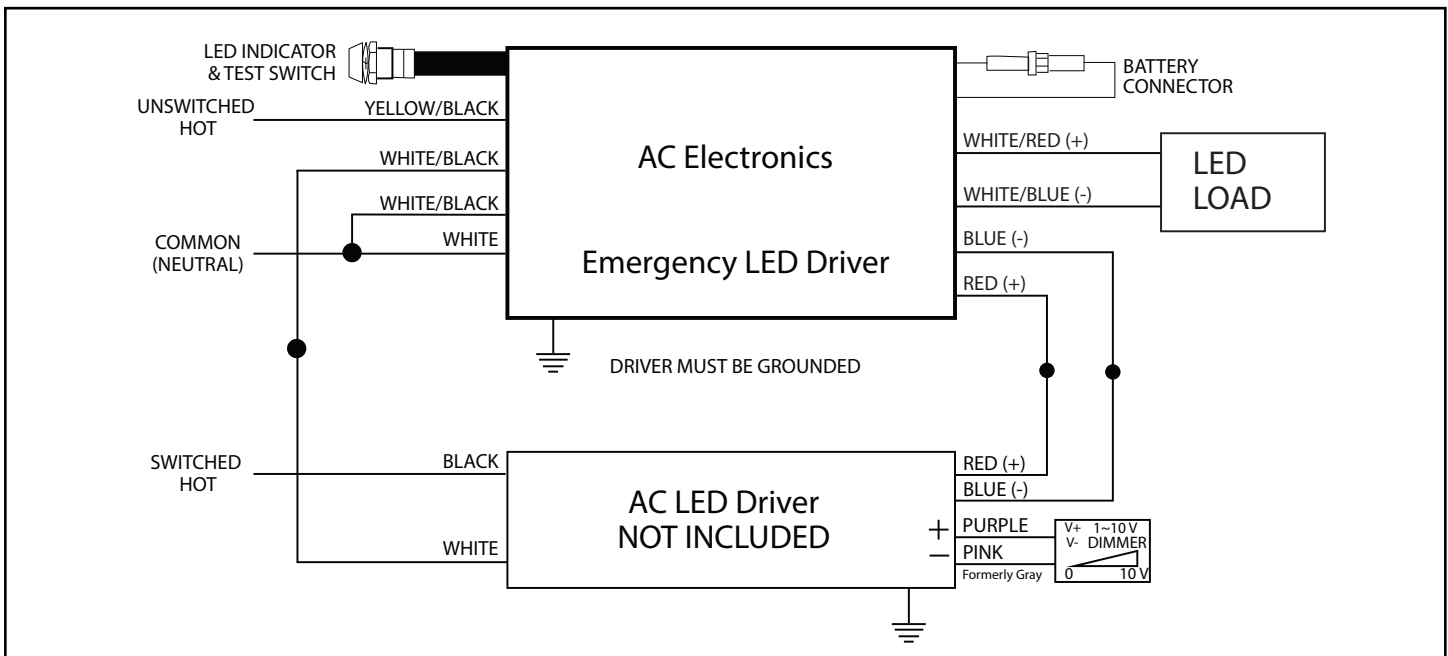 LED INDICATOR
& TEST SWITCH
UNSWITCHED
HOT
YELLOW/BLACK
WHITE/BLACK
WHITE/BLACK
COMMON
(NEUTRAL)
WHITE
AC Electronics
Emergency LED Driver
BATTERY
CONNECTOR
WHITE/RED (+)
WHITE/BLUE (-)
LED
LOAD
BLUE (-)
RED (+)
DRIVER MUST BE GROUNDED
SWITCHED
HOT
BLACK
WHITE
AC LED Driver
NOT INCLUDED
RED (+)
BLUE (-)
+ PURPLE
− PINK
Formerly Gray
V+ 1~10 V
V- DIMMER
0 10 V